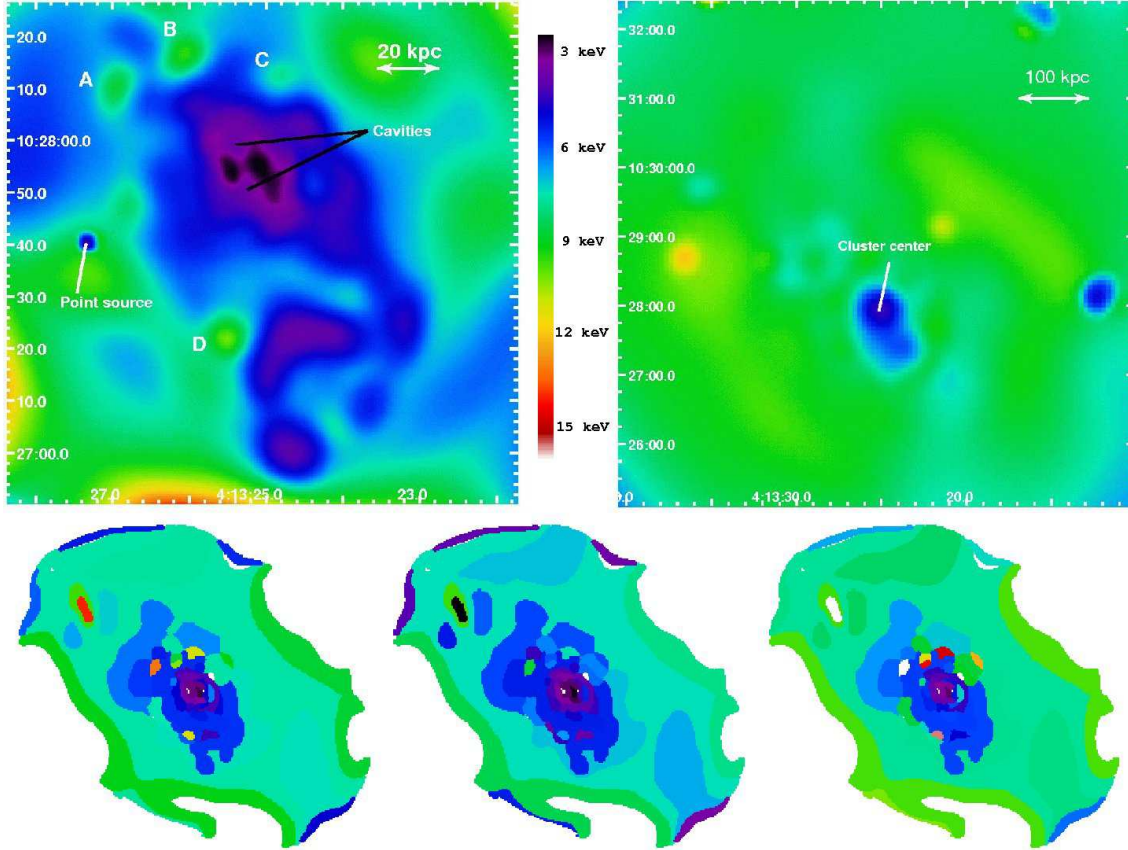 20.0
B
A
C
20 kpc
10.0
10:28:00.0
Cavities
50.0
40.0
Point source
30.0
D
20.0
10.0
27:00.0
27.0
4:13:25.0
23.0
3 keV
6 keV
9 keV
12 keV
15 keV
32:00.0
100 kpc
31:00.0
10:30:00.0
29:00.0
Cluster center
28:00.0
27:00.0
26:00.0
4:13:30.0
20.0